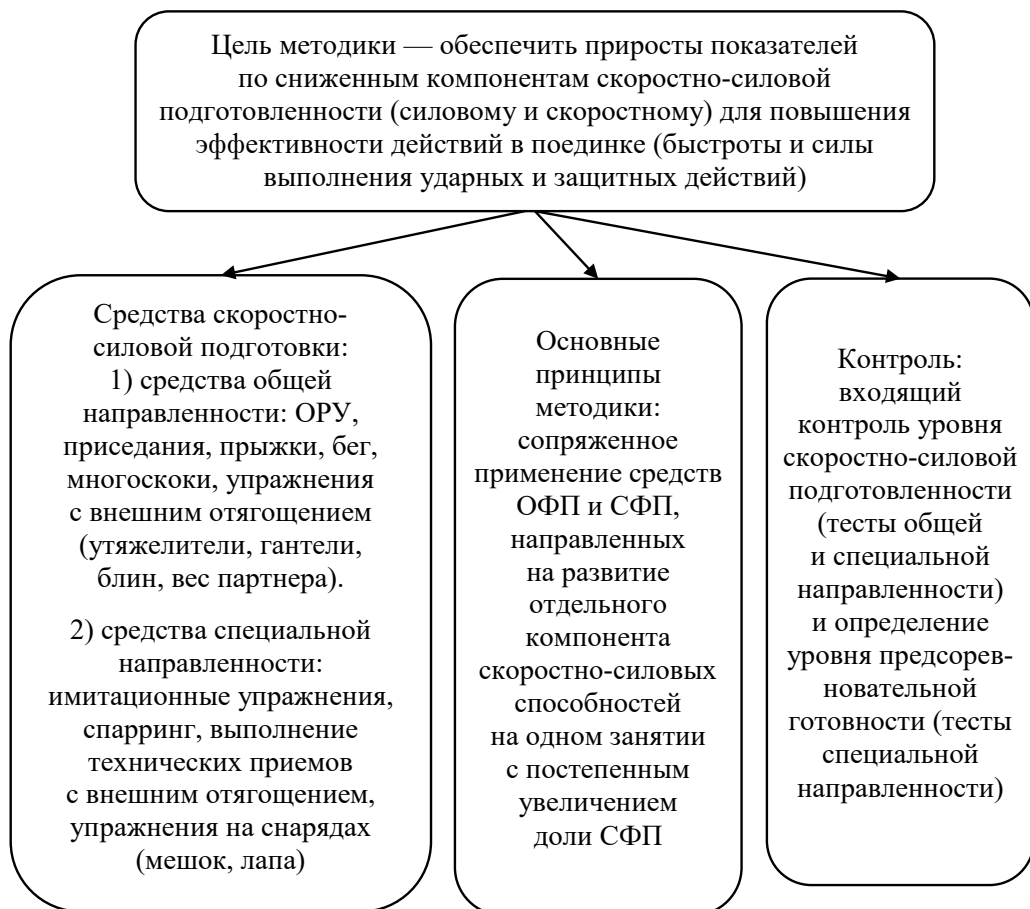 Цель методики — обеспечить приросты показателей
по сниженным компонентам скоростно-силовой
подготовленности (силовому и скоростному) для повышения
эффективности действий в поединке (быстроты и силы
выполнения ударных и защитных действий)
Средства скоростно-
силовой подготовки:
1) средства общей
направленности: ОРУ,
приседания, прыжки, бег,
многоскоки, упражнения
с внешним отягощением
(утяжелители, гантели,
блин, вес партнера).
2) средства специальной
направленности:
имитационные упражнения,
спарринг, выполнение
технических приемов
с внешним отягощением,
упражнения на снарядах
(мешок, лапа)
Основные
принципы
методики:
сопряженное
применение средств
ОФП и СФП,
направленных
на развитие
отдельного
компонента
скоростно-силовых
способностей
на одном занятии
с постепенным
увеличением
доли СФП
Контроль:
входящий
контроль уровня
скоростно-силовой
подготовленности
(тесты общей
и специальной
направленности)
и определение
уровня предсорев-
новательной
готовности (тесты
специальной
направленности)